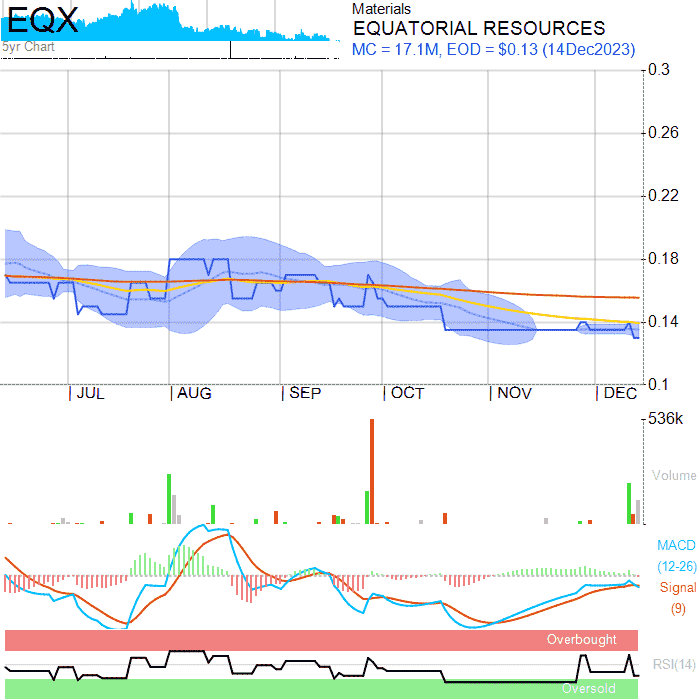 EQX
5yr Chart
Materials
EQUATORIAL RESOURCES
MC = 17.1M, EOD = $0.13 (14Dec2023)
0.3
0.26
0.22
0.18
0.14
0.1
JUL AUG SEP OCT NOV DEC
536k
Volume
MACD
(12-26)
Signal
(9)
Overbought
RSI(14)
Oversold